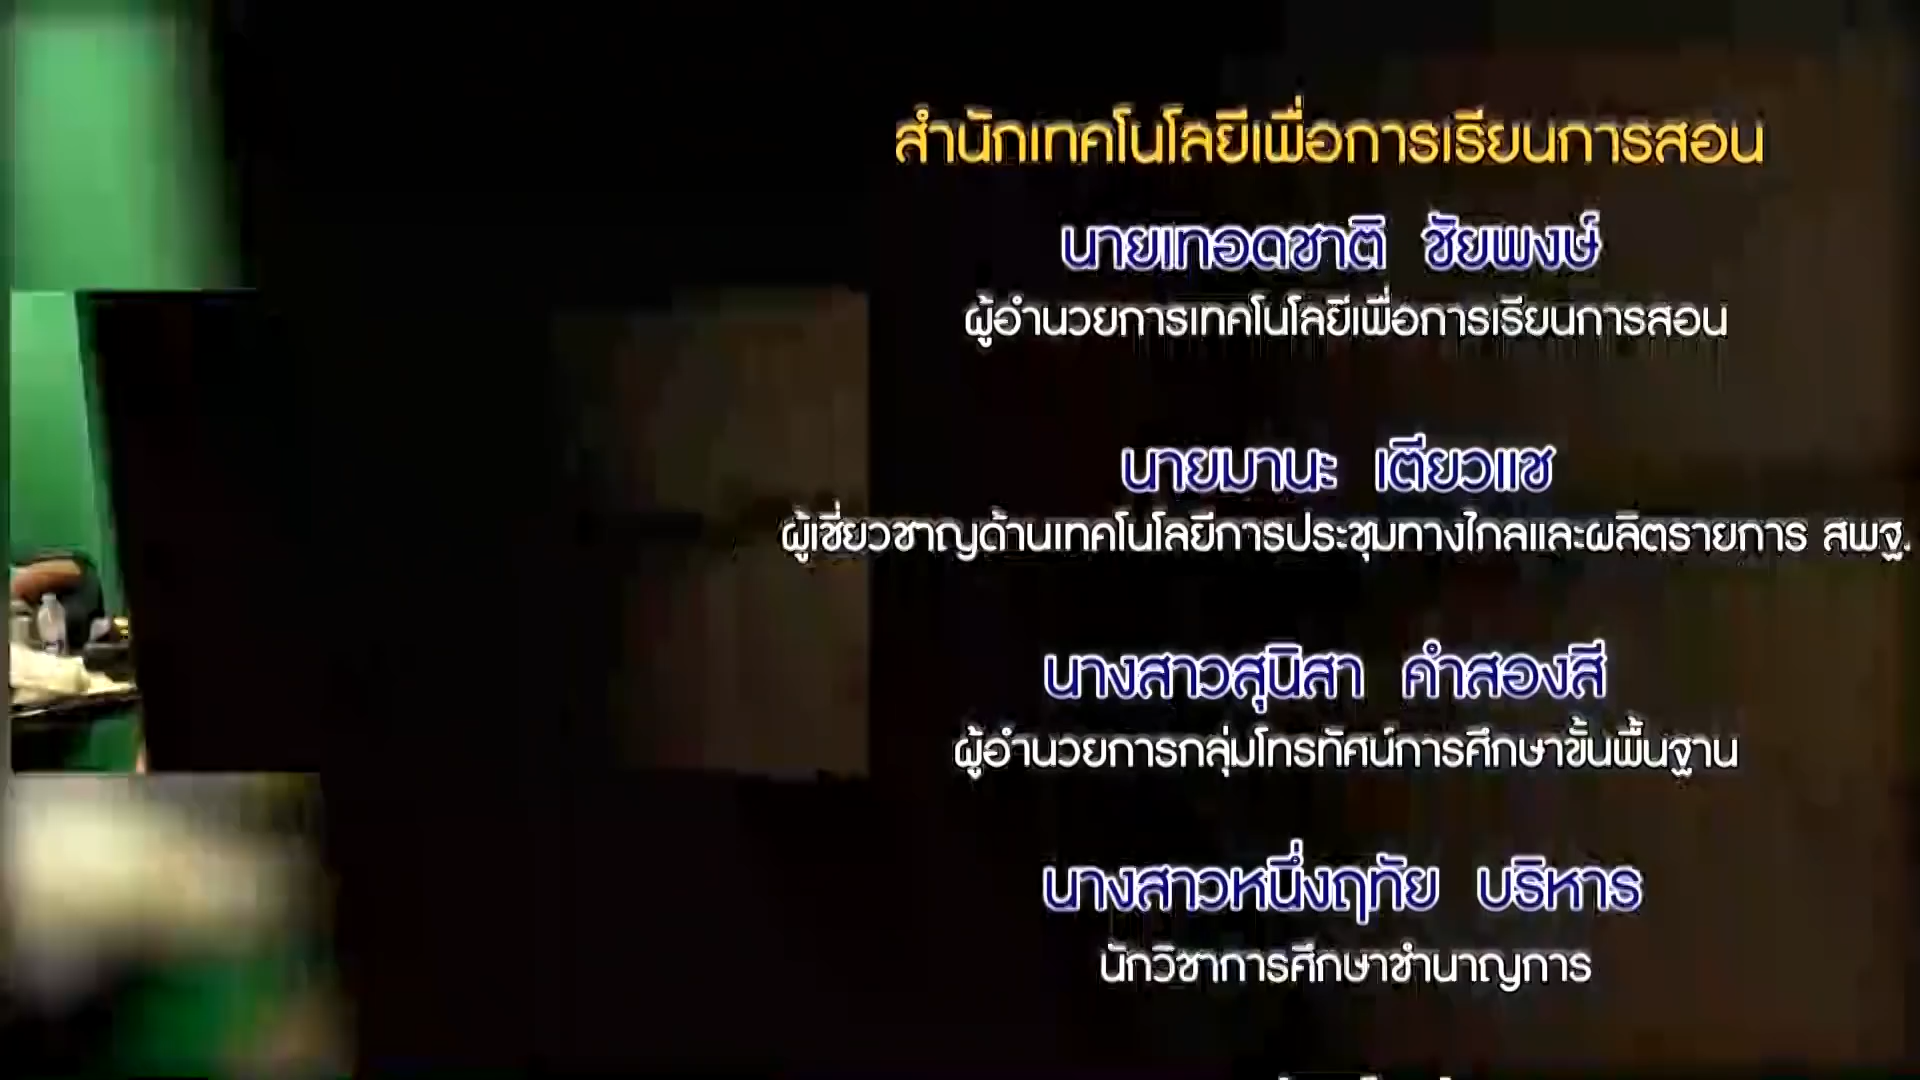 สำนักเทคโนโลยีเพื่อการเรียนการสอน
นายเทอดชาติ ชัยพงษ์
ผู้อำนวยการเทคโนโลยีเพื่อการเรียนการสอน
นายมานะ เตียวแซ
ผู้เชี่ยวชาญด้านเทคโนโลยีการประชุมทางไกลและผลิตรายการ สพฐ.
นางสาวสุนิสา คำสองสี
ผู้อำนวยการกลุ่มโทรทัศน์การศึกษาขั้นพื้นฐาน
นางสาวหนึ่งฤทัย บริหาร
นักวิชาการศึกษาชำนาญการ